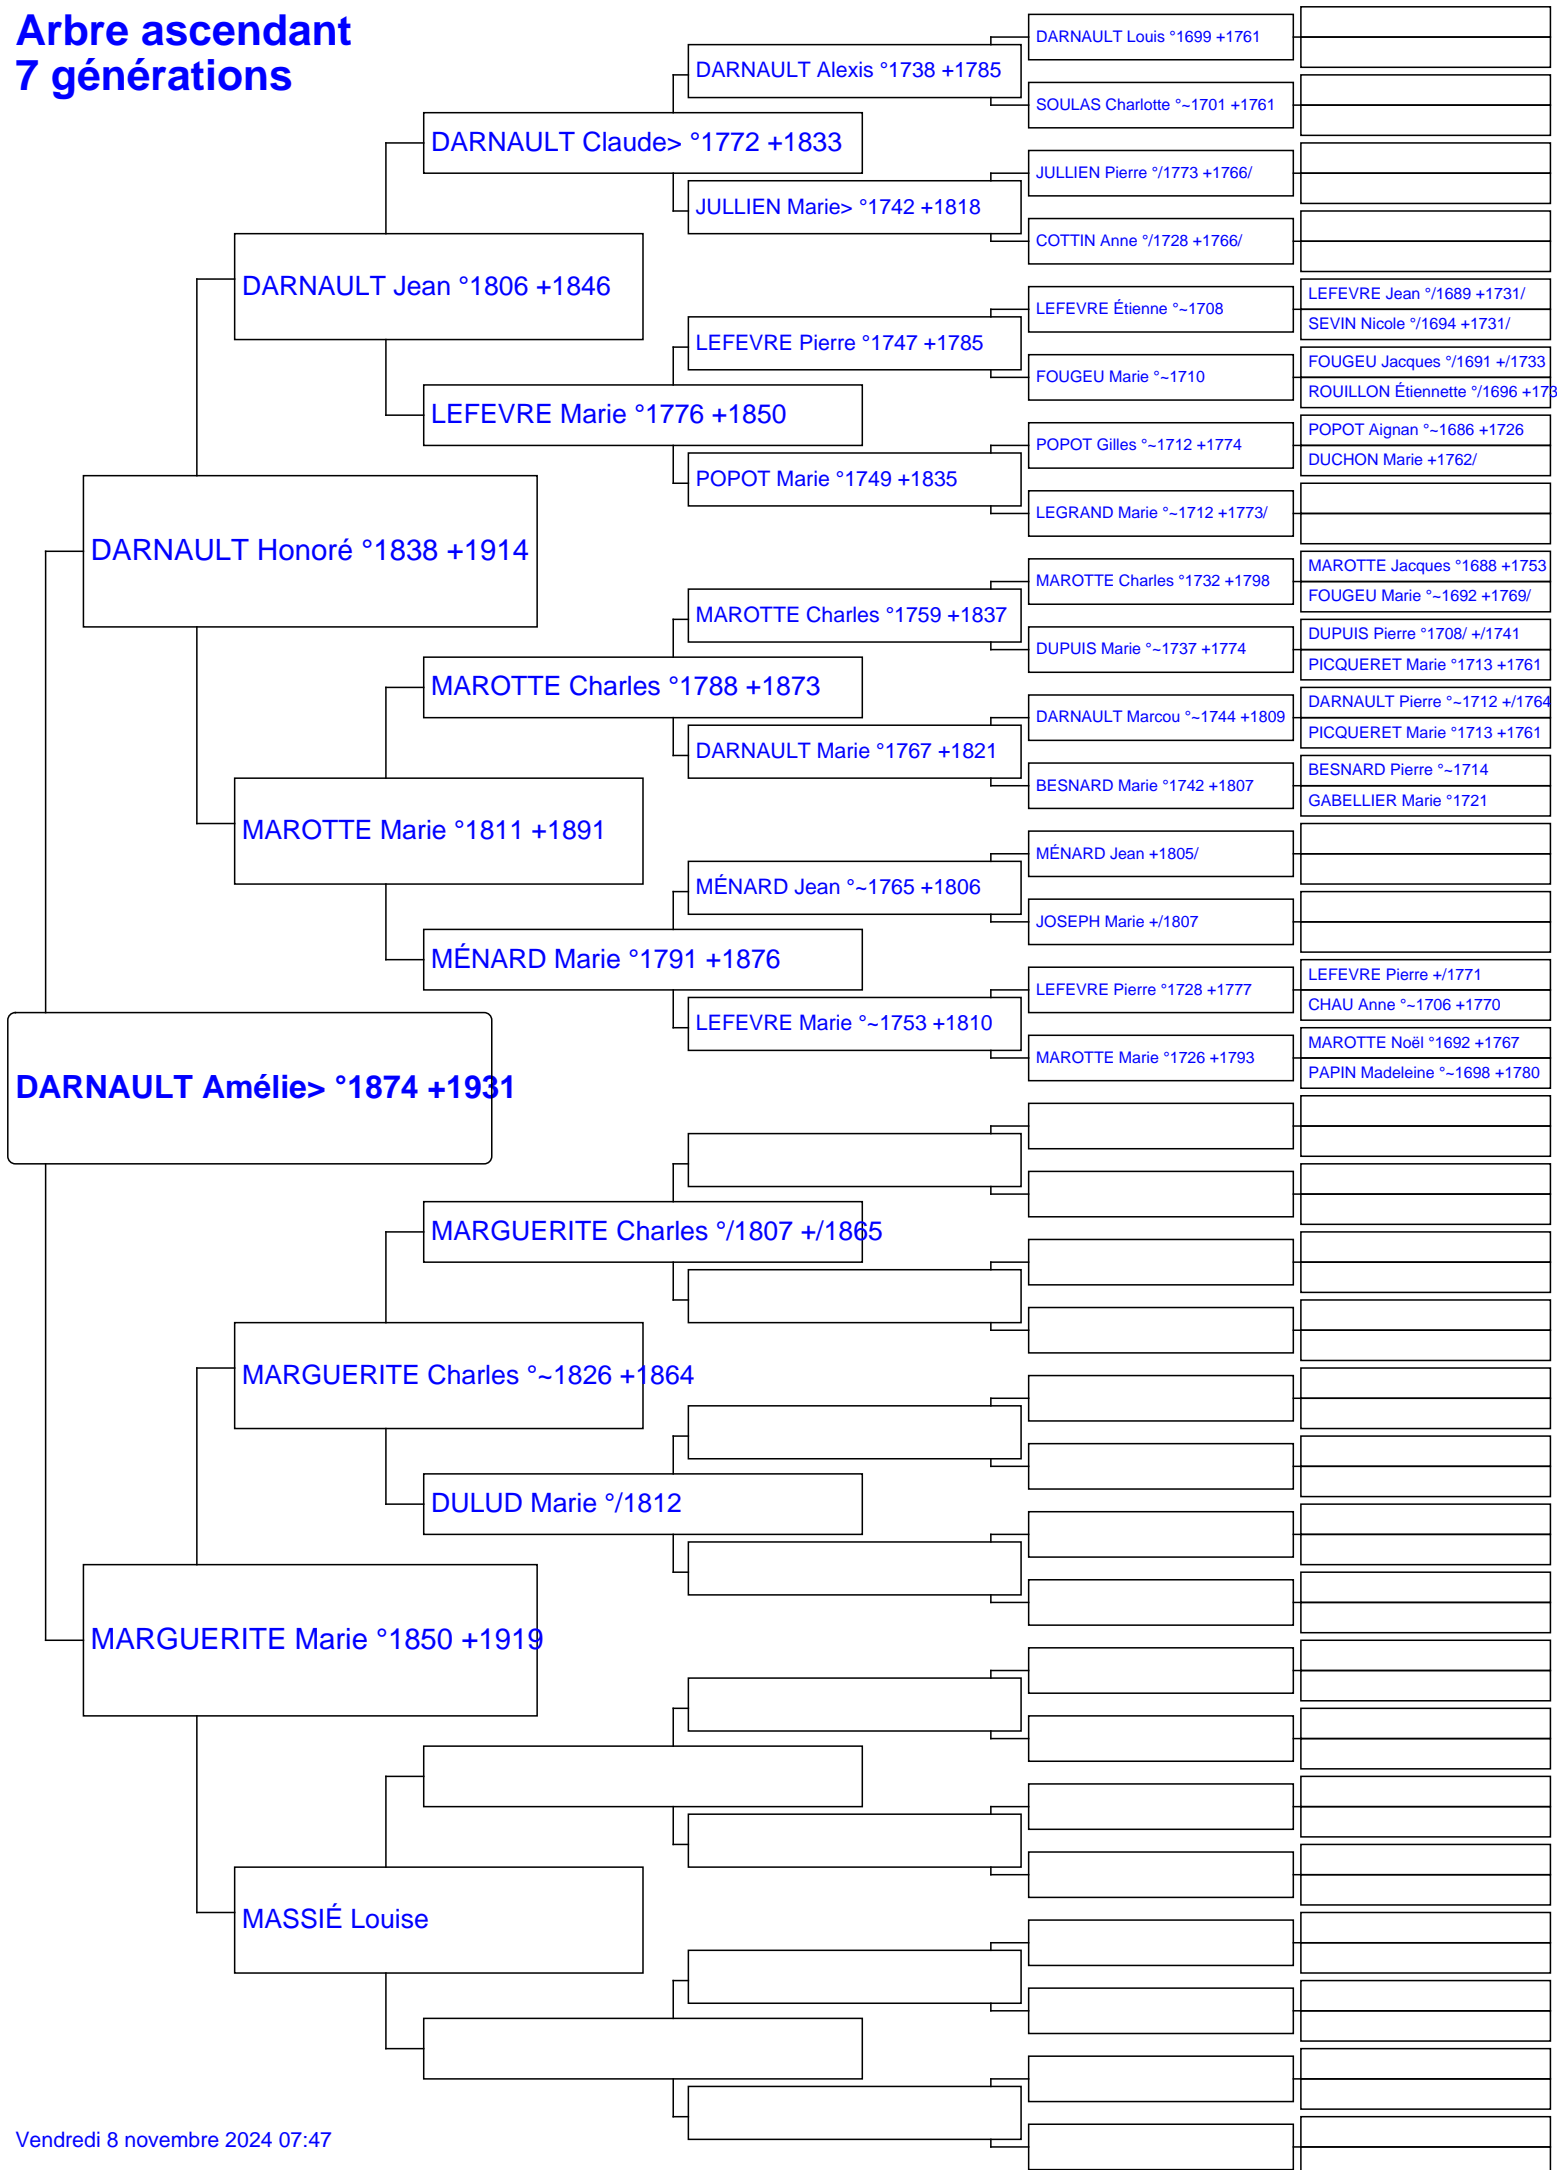 Arbre ascendant
7 générations
DARNAULT Louis °1699 +1761
DARNAULT Alexis °1738 +1785
SOULAS Charlotte °~1701 +1761
DARNAULT Claude> °1772 +1833
JULLIEN Pierre °/1773 +1766/
JULLIEN Marie> °1742 +1818
COTTIN Anne °/1728 +1766/
DARNAULT Jean °1806 +1846
LEFEVRE Jean °/1689 +1731/
LEFEVRE Étienne °~1708
SEVIN Nicole °/1694 +1731/
LEFEVRE Pierre °1747 +1785
FOUGEU Jacques °/1691 +/1733
FOUGEU Marie °~1710
ROUILLON Étiennette °/1696 +173
LEFEVRE Marie °1776 +1850
POPOT Aignan °~1686 +1726
POPOT Gilles °~1712 +1774
DUCHON Marie +1762/
POPOT Marie °1749 +1835
LEGRAND Marie °~1712 +1773/
DARNAULT Honoré °1838 +1914
MAROTTE Jacques °1688 +1753
MAROTTE Charles °1732 +1798
FOUGEU Marie °~1692 +1769/
MAROTTE Charles °1759 +1837
DUPUIS Pierre °1708/ +/1741
DUPUIS Marie °~1737 +1774
PICQUERET Marie °1713 +1761
MAROTTE Charles °1788 +1873
DARNAULT Pierre °~1712 +/1764
DARNAULT Marcou °~1744 +1809
PICQUERET Marie °1713 +1761
DARNAULT Marie °1767 +1821
BESNARD Pierre °~1714
BESNARD Marie °1742 +1807
GABELLIER Marie °1721
MAROTTE Marie °1811 +1891
MÉNARD Jean +1805/
MÉNARD Jean °~1765 +1806
JOSEPH Marie +/1807
MÉNARD Marie °1791 +1876
LEFEVRE Pierre +/1771
LEFEVRE Pierre °1728 +1777
CHAU Anne °~1706 +1770
LEFEVRE Marie °~1753 +1810
MAROTTE Noël °1692 +1767
MAROTTE Marie °1726 +1793
PAPIN Madeleine °~1698 +1780
DARNAULT Amélie> °1874 +1931
MARGUERITE Charles °/1807 +/1865
MARGUERITE Charles °~1826 +1864
DULUD Marie °/1812
MARGUERITE Marie °1850 +1919
MASSIÉ Louise
Vendredi 8 novembre 2024 07:47